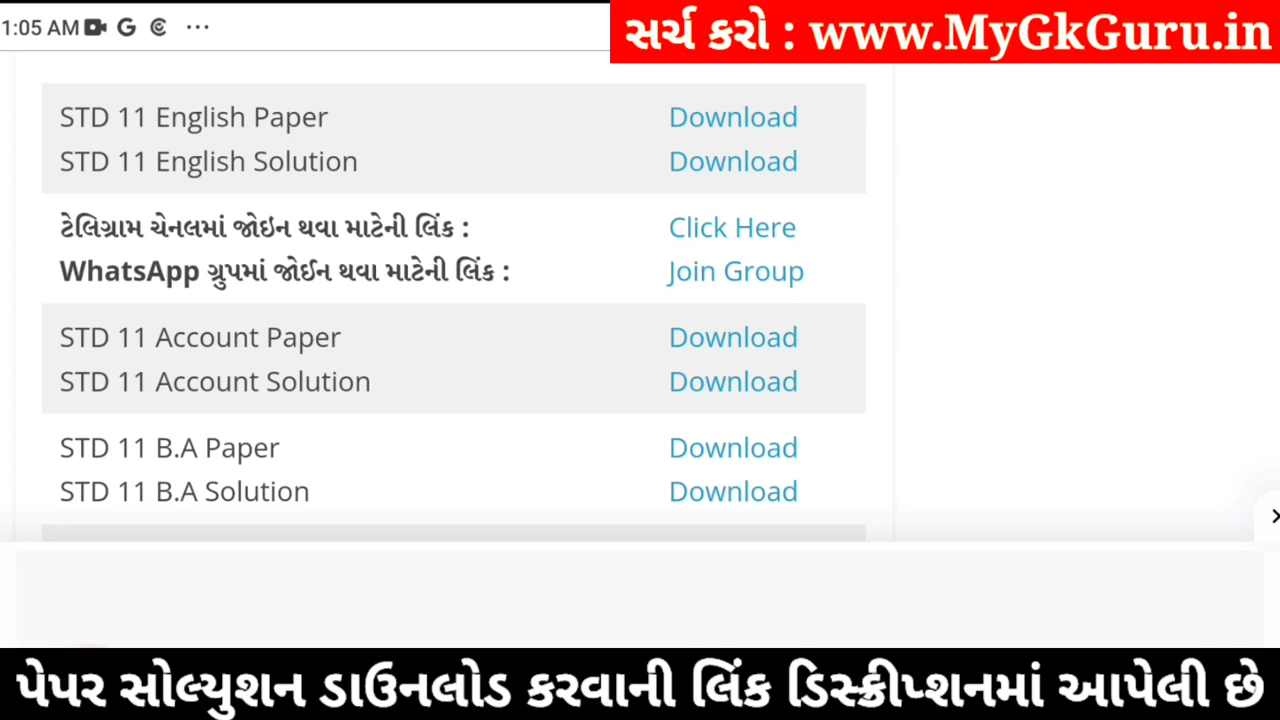 1:05 AM
સર્ચ કરો : www.MyGkGuru.in
STD 11 English Paper Download
STD 11 English Solution Download
ટેલિગ્રામ ચેનલમાં જોઇન થવા માટેની લિંક : Click Here
WhatsApp ગ્રુપમાં જોઈન થવા માટેની લિંક : Join Group
STD 11 Account Paper Download
STD 11 Account Solution Download
STD 11 B.A Paper Download
STD 11 B.A Solution Download
પેપર સોલ્યુશન ડાઉનલોડ કરવાની લિંક ડિસ્ક્રીપ્શનમાં આપેલી છે